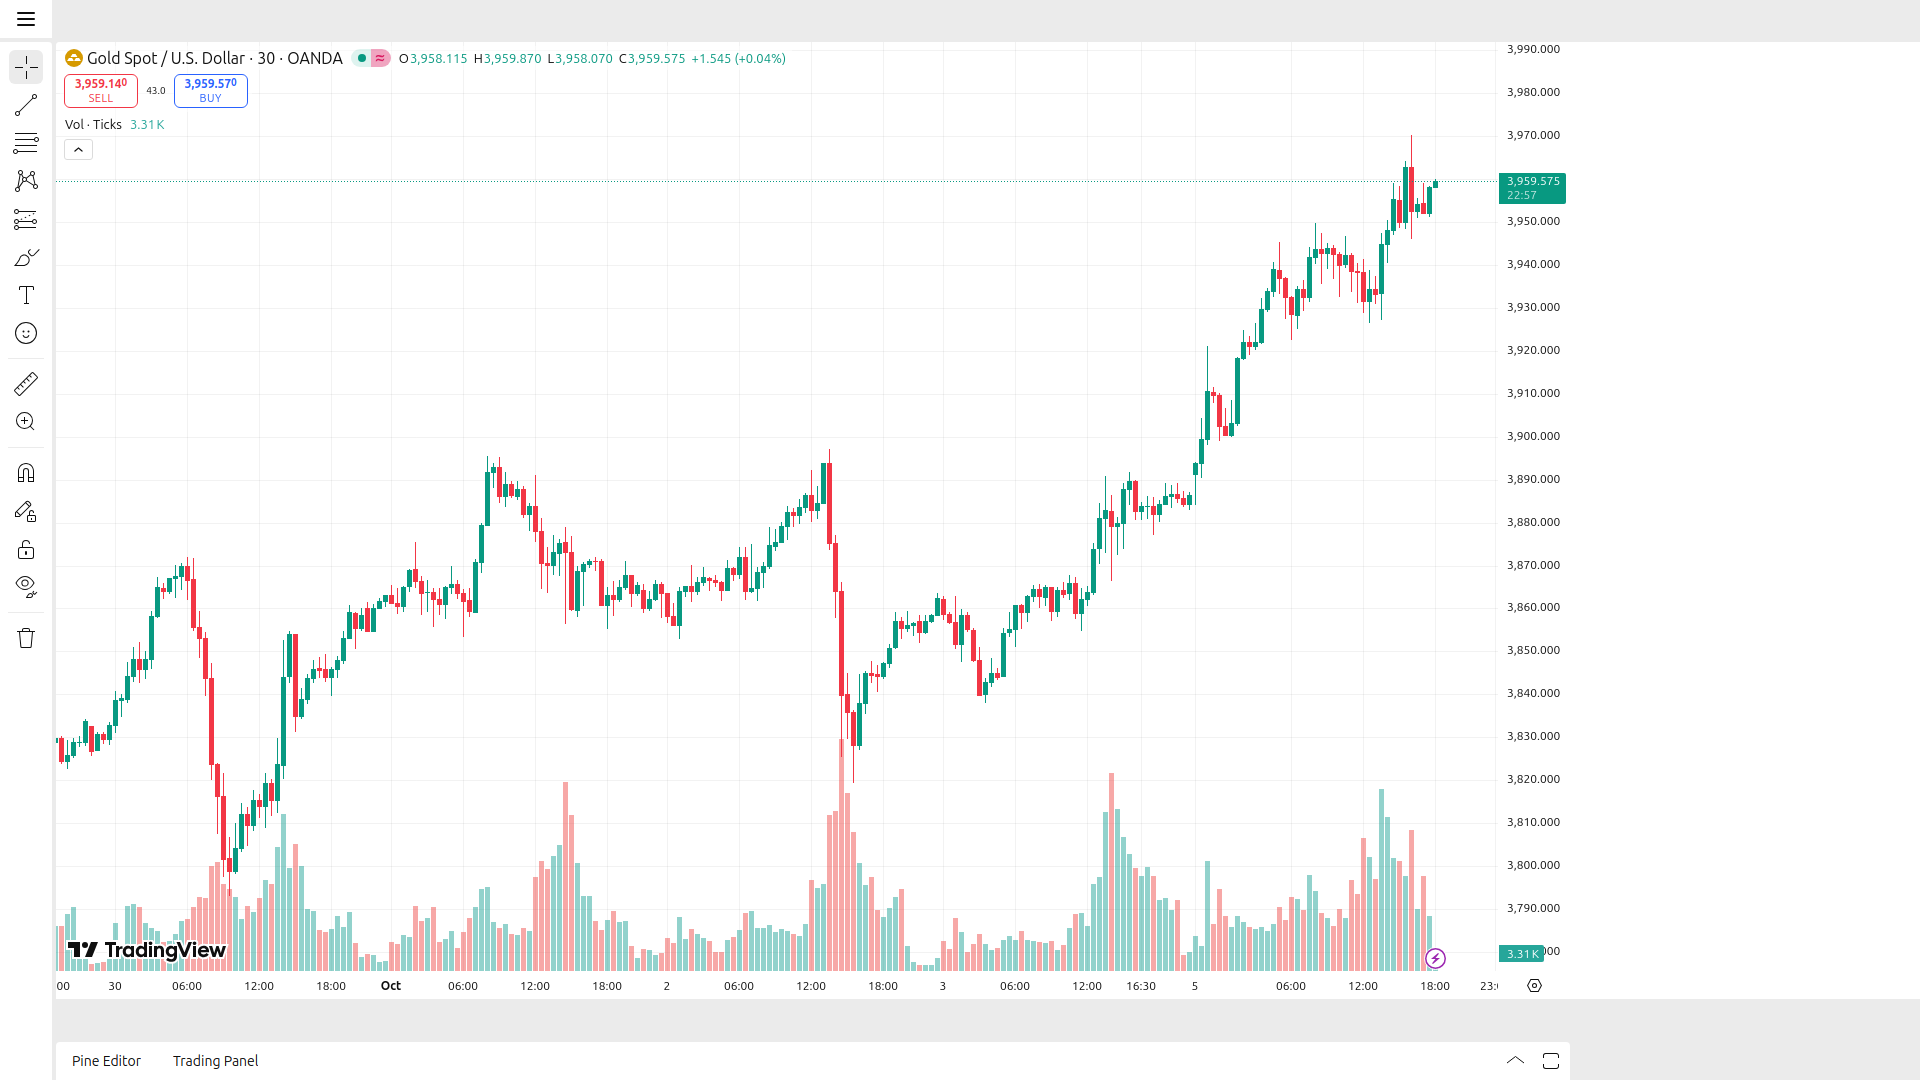 Gold Spot / U.S. Dollar · 30 · OANDA
O3,958.115 H3,959.870 L3,958.070 C3,959.575 +1.545 (+0.04%)
3,959.140
SELL
43.0
3,959.570
BUY
Vol · Ticks 3.31K
3,990.000
3,980.000
3,970.000
3,959.575
22:57
3,950.000
3,940.000
3,930.000
3,920.000
3,910.000
3,900.000
3,890.000
3,880.000
3,870.000
3,860.000
3,850.000
3,840.000
3,830.000
3,820.000
3,810.000
3,800.000
3,790.000
3.31K
TradingView
00 30 06:00 12:00 18:00 Oct 06:00 12:00 18:00 2 06:00 12:00 18:00 3 06:00 12:00 16:30 5 06:00 12:00 18:00
Pine Editor Trading Panel